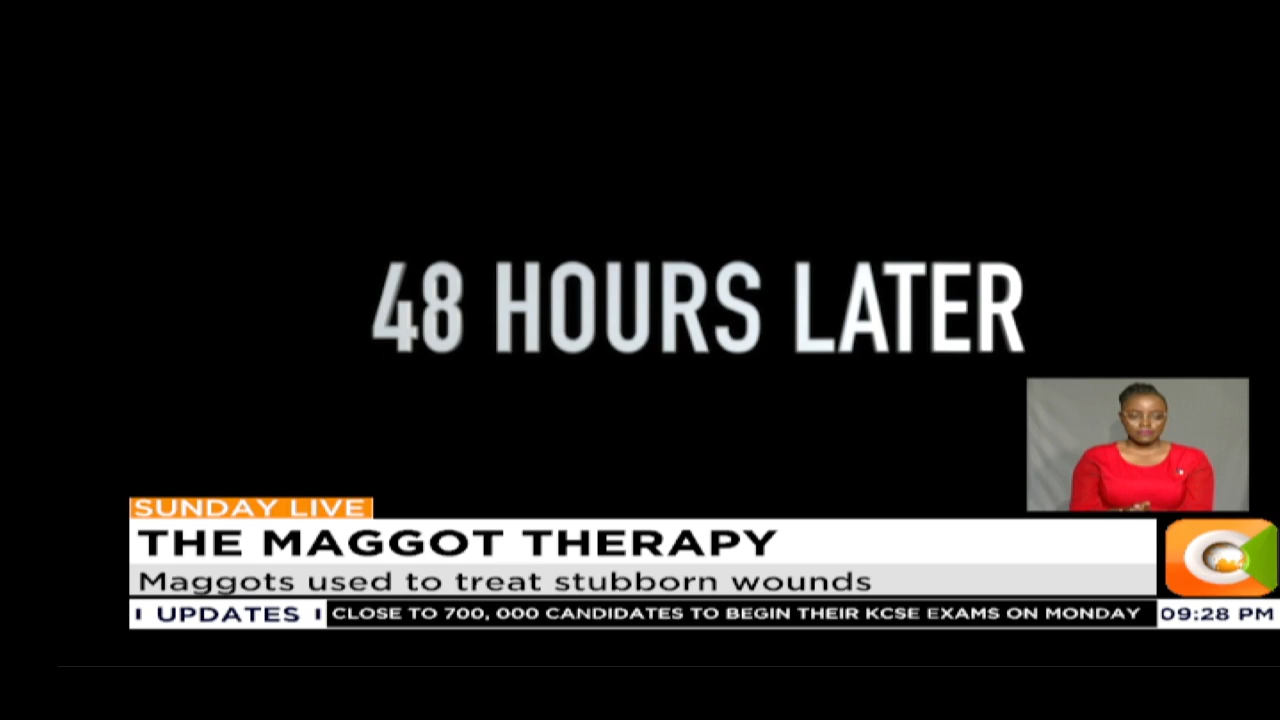 48 HOURS LATER
SUNDAY LIVE
THE MAGGOT THERAPY
Maggots used to treat stubborn wounds
UPDATES
CLOSE TO 700, 000 CANDIDATES TO BEGIN THEIR KCSE EXAMS ON MONDAY
09:28 PM